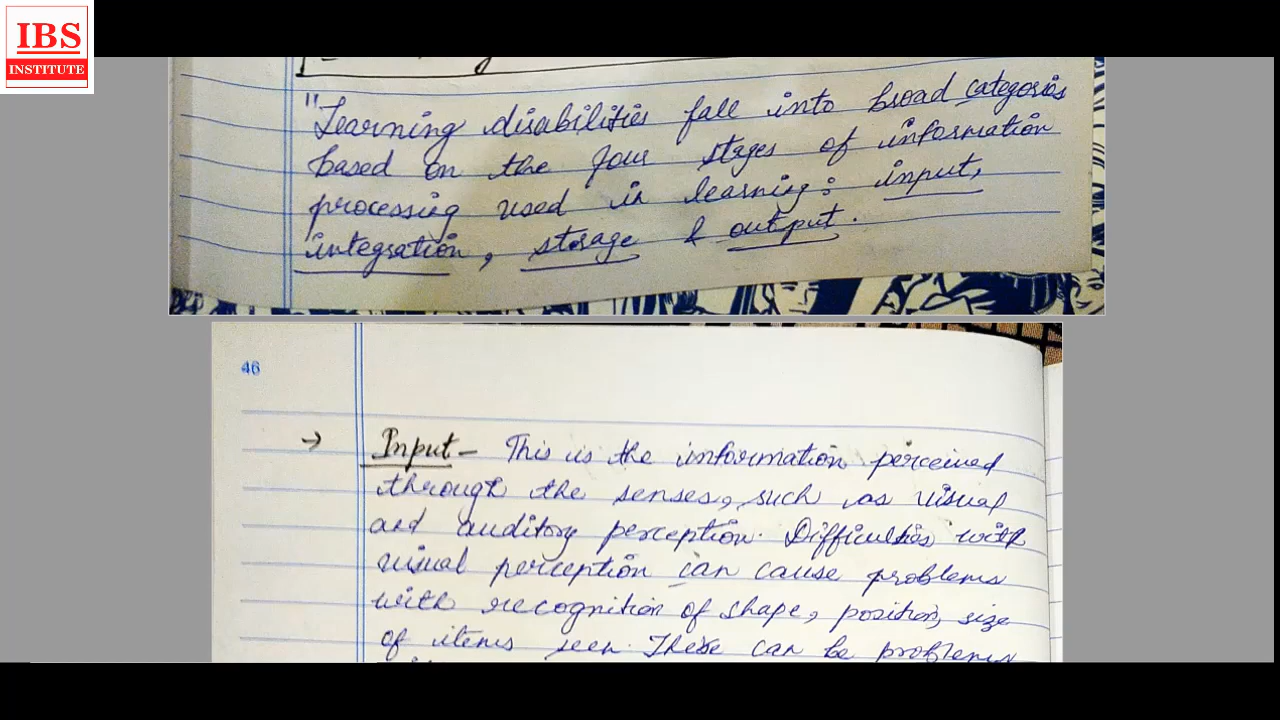 IBS
INSTITUTE
"Learning disabilities fall into broad categories
based on the four stages of information
processing used in learning: input,
integration, storage & output.
46
→ Input - This is the information perceived
through the senses, such as visual
and auditory perception. Difficulties with
visual perception can cause problems
with recognition of shape, position, size
of items seen. There can be problems